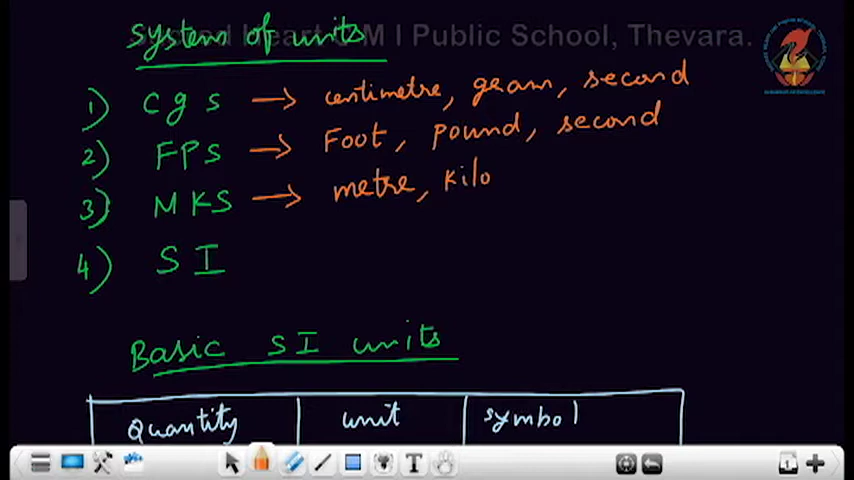 System of units
Sacred Heart C M I Public School, Thevara.
1) C g s → centimetre, gram, second
2) FPS → Foot, pound, second
3) MKS → metre, kilo
4) SI
Basic SI units
Quantity unit symbol